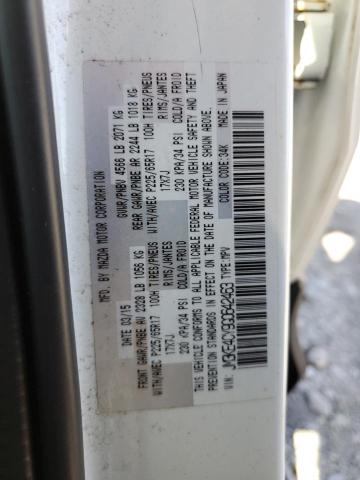 MFD. BY MAZDA MOTOR CORPORATION
DATE: 03/15
GVWR/PNBV 4566 LB 2071 KG
FRONT GAWR/PNBE AV 2328 LB 1056 KG
REAR GAWR/PNBE AR 2244 LB 1018 KG
WITH/AVEC P225/65R17 100H TIRES/PNEUS
WITH/AVEC P225/65R17 100H TIRES/PNEUS
17X7J RIMS/JANTES
17X7J RIMS/JANTES
230 KPA/34 PSI COLD/A FROID
230 KPA/34 PSI COLD/A FROID
THIS VEHICLE CONFORMS TO ALL APPLICABLE FEDERAL MOTOR VEHICLE SAFETY AND THEFT
PREVENTION STANDARDS IN EFFECT ON THE DATE OF MANUFACTURE SHOWN ABOVE.
TYPE: MPV
COLOR CODE: 34K
MADE IN JAPAN